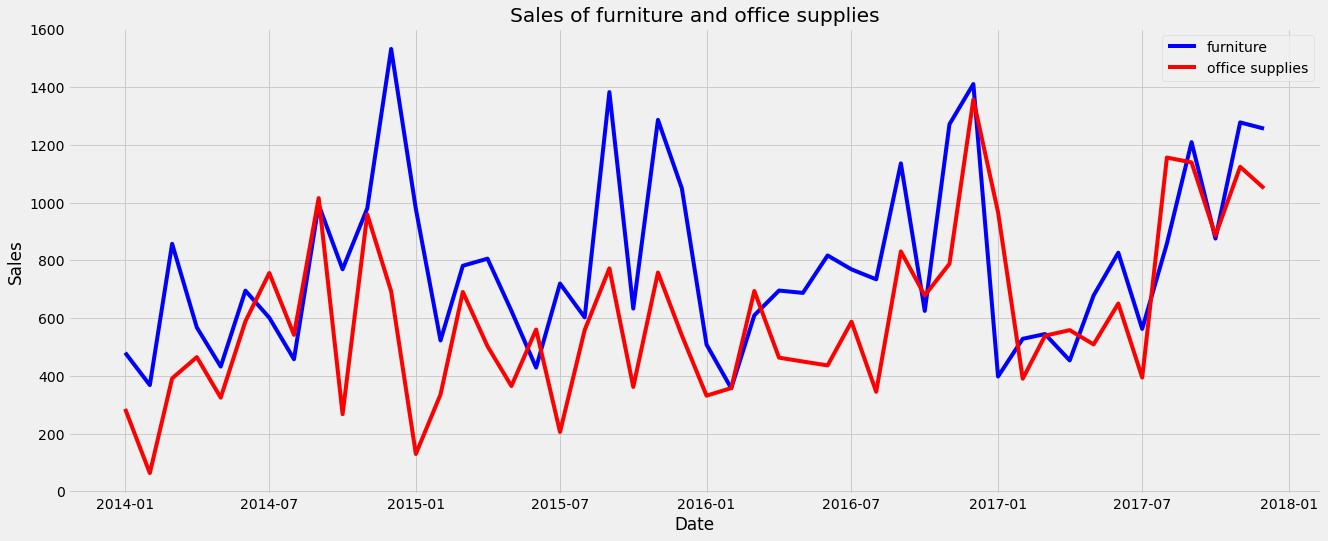 Sales of furniture and office supplies
1600
1400
1200
1000
800
600
400
200
0
Sales
furniture
office supplies
2014-01 2014-07 2015-01 2015-07 2016-01 2016-07 2017-01 2017-07 2018-01
Date